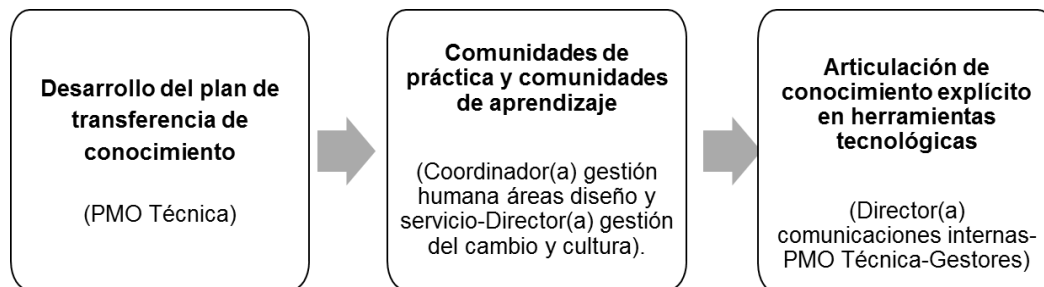 Desarrollo del plan de
transferencia de
conocimiento
(PMO Técnica)
Comunidades de
práctica y comunidades
de aprendizaje
(Coordinador(a) gestión
humana áreas diseño y
servicio-Director(a) gestión
del cambio y cultura).
Articulación de
conocimiento explícito
en herramientas
tecnológicas
(Director(a)
comunicaciones internas-
PMO Técnica-Gestores)